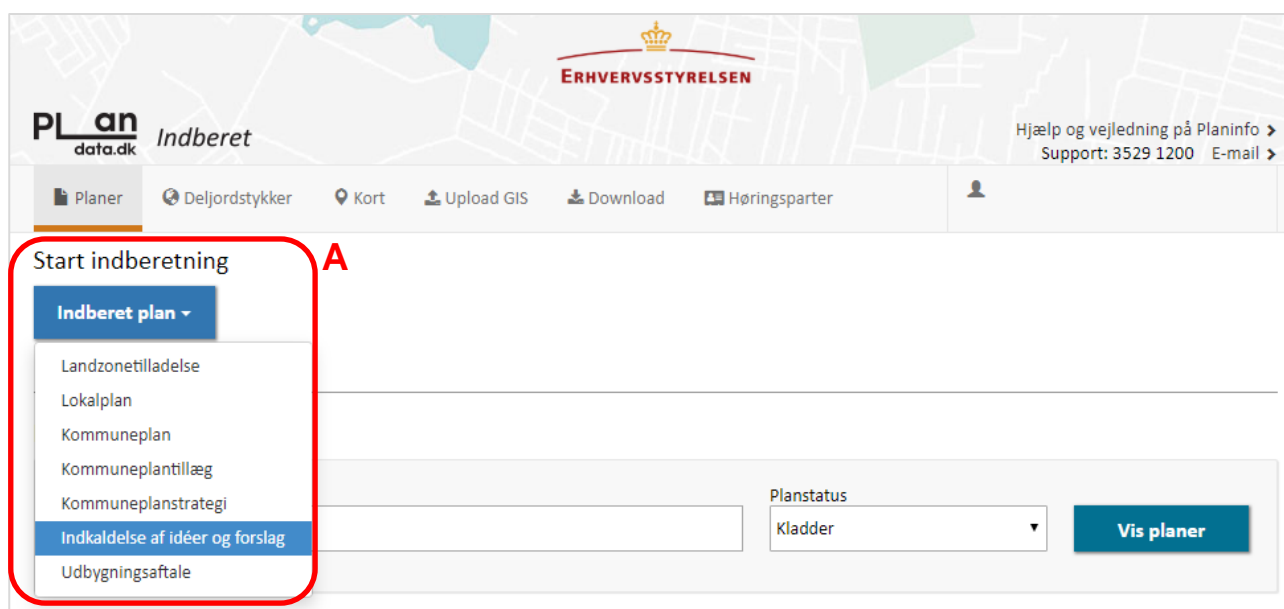 ERHVERVSSTYRELSEN
PLan
data.dk
Indberet
Hjælp og vejledning på Planinfo
Support: 3529 1200 E-mail
Planer Deljordstykker Kort Upload GIS Download Høringsparter
Start indberetning
A
Indberet plan
Landzonetilladelse
Lokalplan
Kommuneplan
Kommuneplantillæg
Kommuneplanstrategi
Indkaldelse af idéer og forslag
Udbygningsaftale
Planstatus
Kladder
Vis planer